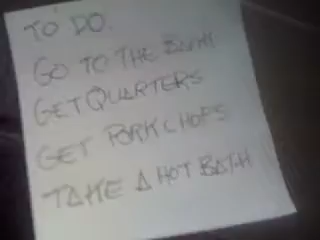 TO DO.
GO TO THE BANK
GET QUARTERS
GET PORK CHOPS
TAKE A HOT BATH